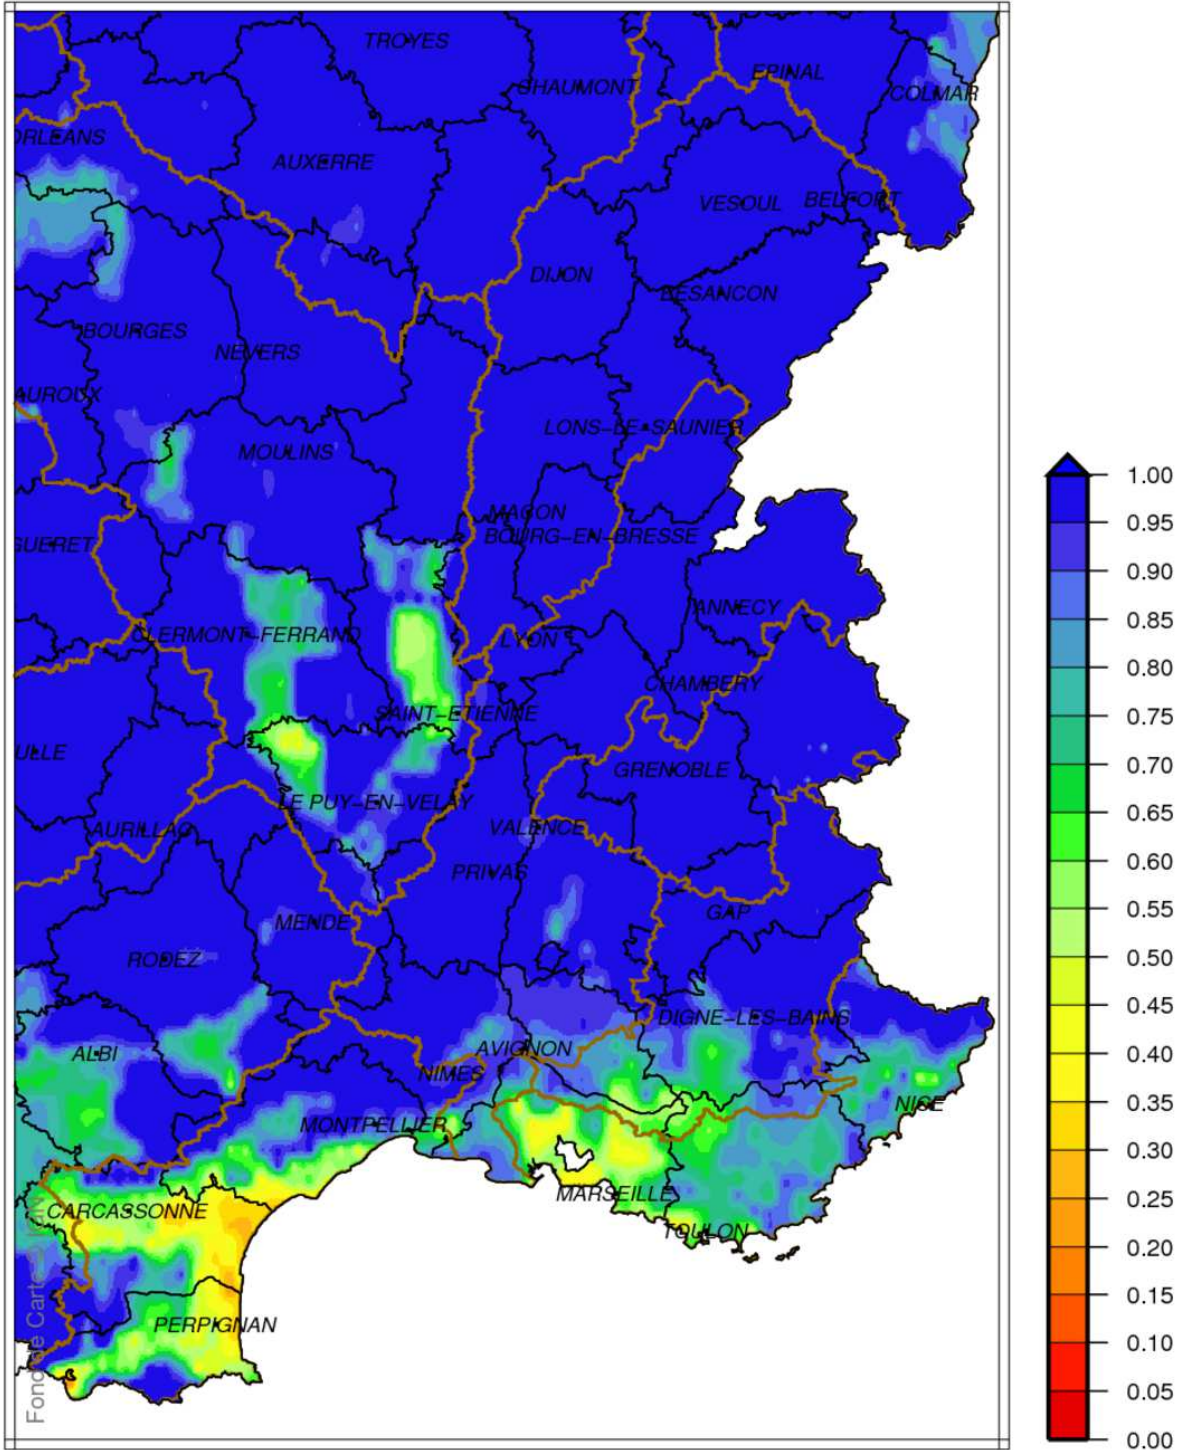 TROYES
CHAUMONT
EPINAL
COLMAR
ORLEANS
AUXERRE
VESOUL
BELFORT
DIJON
BESANCON
BOURGES
NEVERS
AUROUX
LONS-LE-SAUNIER
MOULINS
MACON
BOURG-EN-BRESSE
GUERET
ANNECY
CLERMONT-FERRAND
LYON
CHAMBERY
SAINT-ETIENNE
ULLE
GRENOBLE
LE PUY-EN-VELAY
AURILLAC
VALENCE
PRIVAS
GAP
MENDE
RODEZ
DIGNE-LES-BAINS
ALBI
AVIGNON
NIMES
NICE
MONTPELLIER
MARSEILLE
CARCASSONNE
TOULON
PERPIGNAN
Fond de Carte © IGN
1.00
0.95
0.90
0.85
0.80
0.75
0.70
0.65
0.60
0.55
0.50
0.45
0.40
0.35
0.30
0.25
0.20
0.15
0.10
0.05
0.00